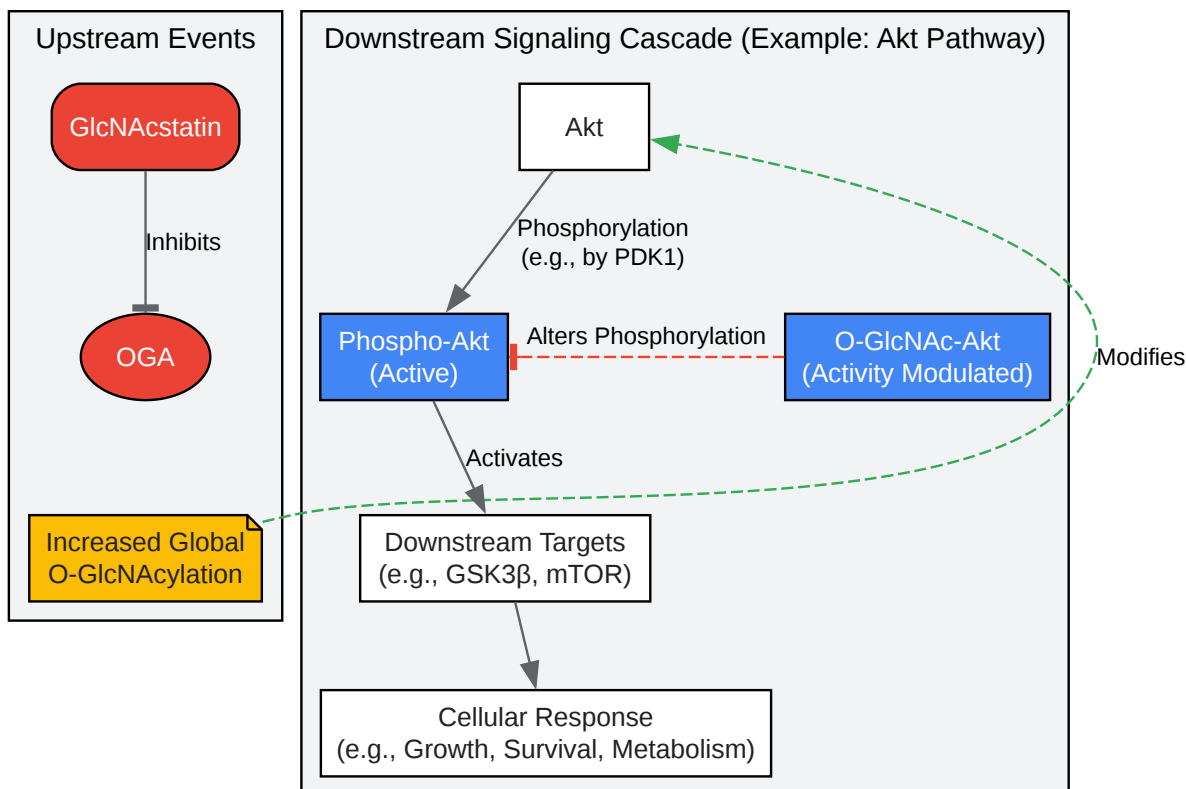 Upstream Events
GlcNAcstatin
Inhibits
OGA
Increased Global
O-GlcNAcylation
Downstream Signaling Cascade (Example: Akt Pathway)
Akt
Phosphorylation
(e.g., by PDK1)
Phospho-Akt
(Active)
Alters Phosphorylation
O-GlcNAc-Akt
(Activity Modulated)
Modifies
Activates
Downstream Targets
(e.g., GSK3β, mTOR)
Cellular Response
(e.g., Growth, Survival, Metabolism)